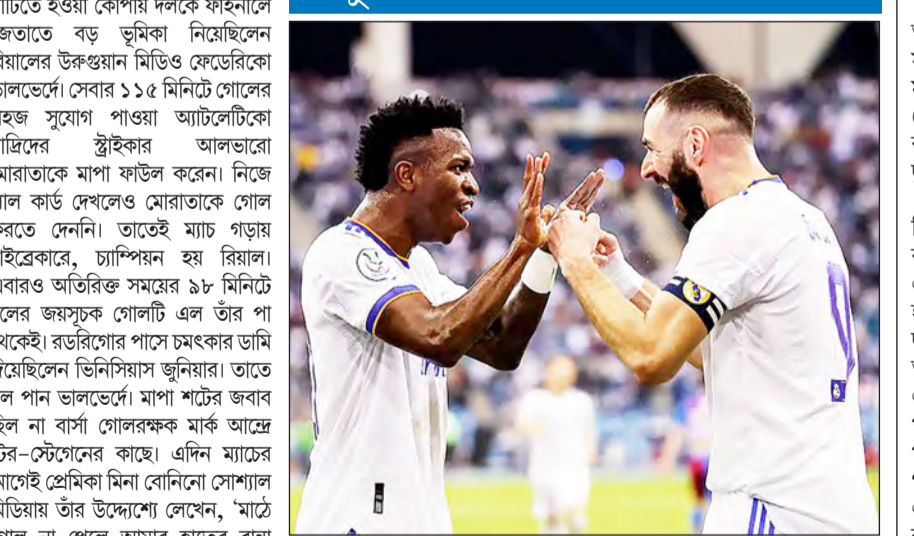 হওয়া কোপায় দলকে ফাইনালে
জেতাতে বড় ভূমিকা নিয়েছিলেন
রিয়ালের উরুগুয়ান মিডিও ফেডেরিকো
ভালভের্দে। সেবার ১১৫ মিনিটে গোলের
সহজ সুযোগ পাওয়া অ্যাটলেটিকো
মাদ্রিদের স্ট্রাইকার আলভারো
মোরাতাকে মাপা ফাউল করেন। নিজে
লাল কার্ড দেখলেও মোরাতাকে গোল
করতে দেননি। তাতেই ম্যাচ গড়ায়
টাইব্রেকারে, চ্যাম্পিয়ন হয় রিয়াল।
এবারও অতিরিক্ত সময়ের ৯৮ মিনিটে
দলের জয়সূচক গোলটি এল তাঁর পা
থেকেই। রডরিগোর পাসে চমৎকার ডামি
দিয়েছিলেন ভিনিসিয়াস জুনিয়ার। তাতে
বল পান ভালভের্দে। মাপা শটের জবাব
ছিল না বার্সা গোলরক্ষক মার্ক আন্দ্রে
টের–স্টেগেনের কাছে। এদিন ম্যাচের
আগেই প্রেমিকা মিনা বোনিনো সোশ্যাল
মিডিয়ায় তাঁর উদ্দ্যেশ্যে লেখেন, ‘মাঠে